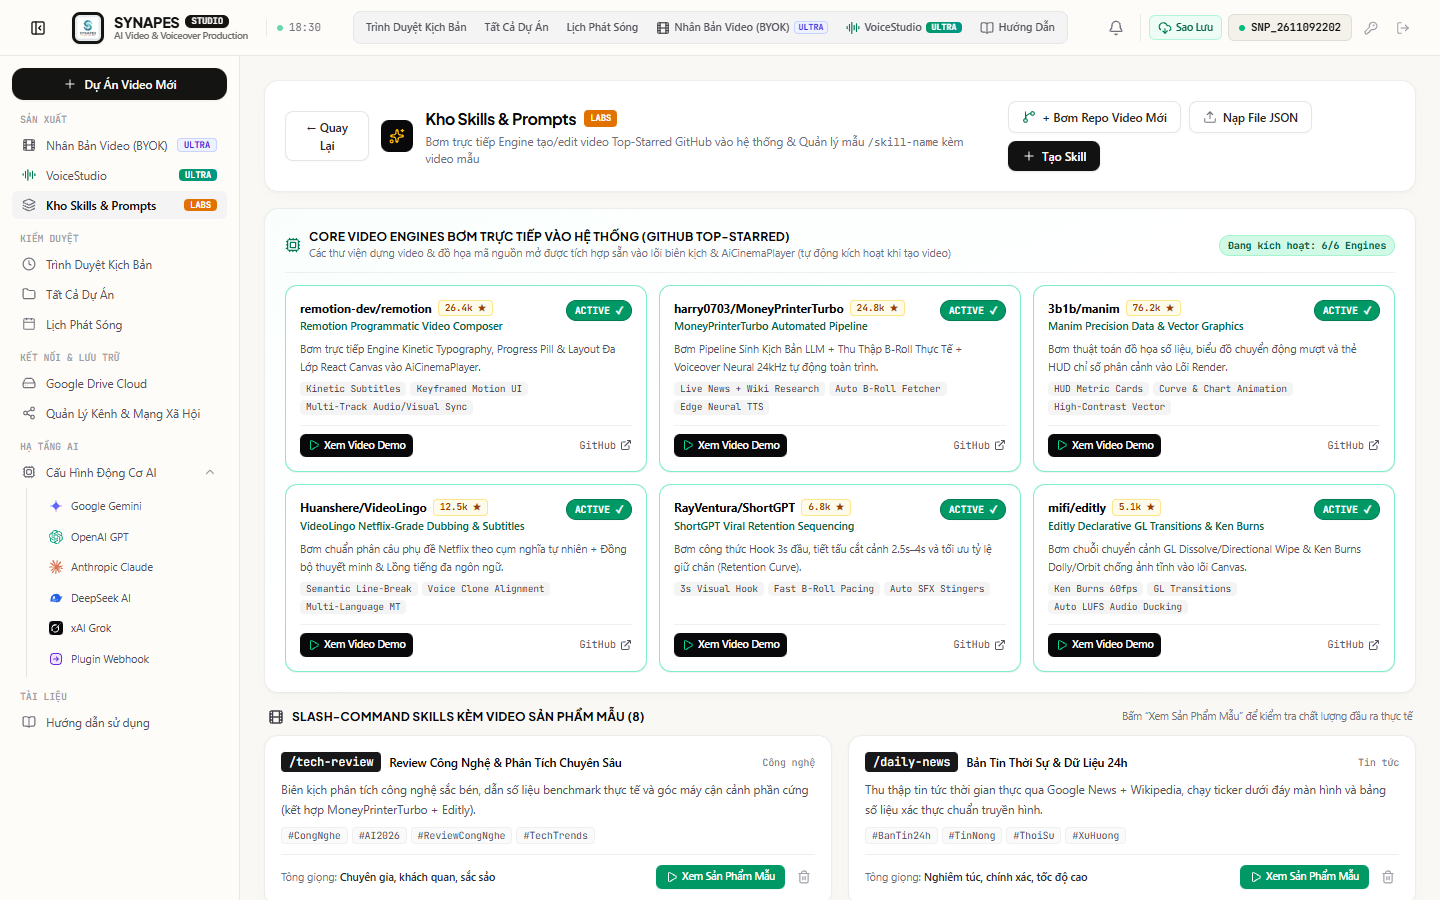 SYNAPES STUDIO
AI Video & Voiceover Production
18:30
Trình Duyệt Kịch Bản
Tất Cả Dự Án
Lịch Phát Sóng
Nhân Bản Video (BYOK) ULTRA
VoiceStudio ULTRA
Hướng Dẫn
Sao Lưu
SNP_2611092202
+ Dự Án Video Mới
SẢN XUẤT
Nhân Bản Video (BYOK) ULTRA
VoiceStudio ULTRA
Kho Skills & Prompts LABS
KIỂM DUYỆT
Trình Duyệt Kịch Bản
Tất Cả Dự Án
Lịch Phát Sóng
KẾT NỐI & LƯU TRỮ
Google Drive Cloud
Quản Lý Kênh & Mạng Xã Hội
HẠ TẦNG AI
Cấu Hình Động Cơ AI
Google Gemini
OpenAI GPT
Anthropic Claude
DeepSeek AI
xAI Grok
Plugin Webhook
TÀI LIỆU
Hướng dẫn sử dụng
← Quay
Lại
Kho Skills & Prompts LABS
Bơm trực tiếp Engine tạo/edit video Top-Starred GitHub vào hệ thống & Quản lý mẫu /skill-name kèm
video mẫu
+ Bơm Repo Video Mới
Nạp File JSON
+ Tạo Skill
CORE VIDEO ENGINES BƠM TRỰC TIẾP VÀO HỆ THỐNG (GITHUB TOP-STARRED)
Các thư viện dựng video & đồ họa mã nguồn mở được tích hợp sẵn vào lõi biên kịch & AiCinemaPlayer (tự động kích hoạt khi tạo video)
Đang kích hoạt: 6/6 Engines
remotion-dev/remotion 26.4k ★ ACTIVE ✓
Remotion Programmatic Video Composer
Bơm trực tiếp Engine Kinetic Typography, Progress Pill & Layout Đa
Lớp React Canvas vào AiCinemaPlayer.
Kinetic Subtitles Keyframed Motion UI
Multi-Track Audio/Visual Sync
Xem Video Demo GitHub
harry0703/MoneyPrinterTurbo 24.8k ★ ACTIVE ✓
MoneyPrinterTurbo Automated Pipeline
Bơm Pipeline Sinh Kịch Bản LLM + Thu Thập B-Roll Thực Tế +
Voiceover Neural 24kHz tự động toàn trình.
Live News + Wiki Research Auto B-Roll Fetcher
Edge Neural TTS
Xem Video Demo GitHub
3b1b/manim 76.2k ★ ACTIVE ✓
Manim Precision Data & Vector Graphics
Bơm thuật toán đồ họa số liệu, biểu đồ chuyển động mượt và thẻ
HUD chỉ số phân cảnh vào Lõi Render.
HUD Metric Cards Curve & Chart Animation
High-Contrast Vector
Xem Video Demo GitHub
Huanshere/VideoLingo 12.5k ★ ACTIVE ✓
VideoLingo Netflix-Grade Dubbing & Subtitles
Bơm chuẩn phân câu phụ đề Netflix theo cụm nghĩa tự nhiên + Đồng
bộ thuyết minh & Lồng tiếng đa ngôn ngữ.
Semantic Line-Break Voice Clone Alignment
Multi-Language MT
Xem Video Demo GitHub
RayVentura/ShortGPT 6.8k ★ ACTIVE ✓
ShortGPT Viral Retention Sequencing
Bơm công thức Hook 3s đầu, tiết tấu cắt cảnh 2.5s–4s và tối ưu tỷ lệ
giữ chân (Retention Curve).
3s Visual Hook Fast B-Roll Pacing Auto SFX Stingers
Xem Video Demo GitHub
mifi/editly 5.1k ★ ACTIVE ✓
Editly Declarative GL Transitions & Ken Burns
Bơm chuỗi chuyển cảnh GL Dissolve/Directional Wipe & Ken Burns
Dolly/Orbit chống ảnh tĩnh vào lõi Canvas.
Ken Burns 60fps GL Transitions
Auto LUFS Audio Ducking
Xem Video Demo GitHub
SLASH-COMMAND SKILLS KÈM VIDEO SẢN PHẨM MẪU (8)
Bấm “Xem Sản Phẩm Mẫu” để kiểm tra chất lượng đầu ra thực tế
/tech-review Review Công Nghệ & Phân Tích Chuyên Sâu Công nghệ
Biên kịch phân tích công nghệ sắc bén, dẫn số liệu benchmark thực tế và góc máy cận cảnh phần cứng
(kết hợp MoneyPrinterTurbo + Editly).
#CongNghe #AI2026 #ReviewCongNghe #TechTrends
Tông giọng: Chuyên gia, khách quan, sắc sảo
Xem Sản Phẩm Mẫu
/daily-news Bản Tin Thời Sự & Dữ Liệu 24h Tin tức
Thu thập tin tức thời gian thực qua Google News + Wikipedia, chạy ticker dưới đáy màn hình và bảng
số liệu xác thực chuẩn truyền hình.
#BanTin24h #TinNong #ThoiSu #XuHuong
Tông giọng: Nghiêm túc, chính xác, tốc độ cao
Xem Sản Phẩm Mẫu